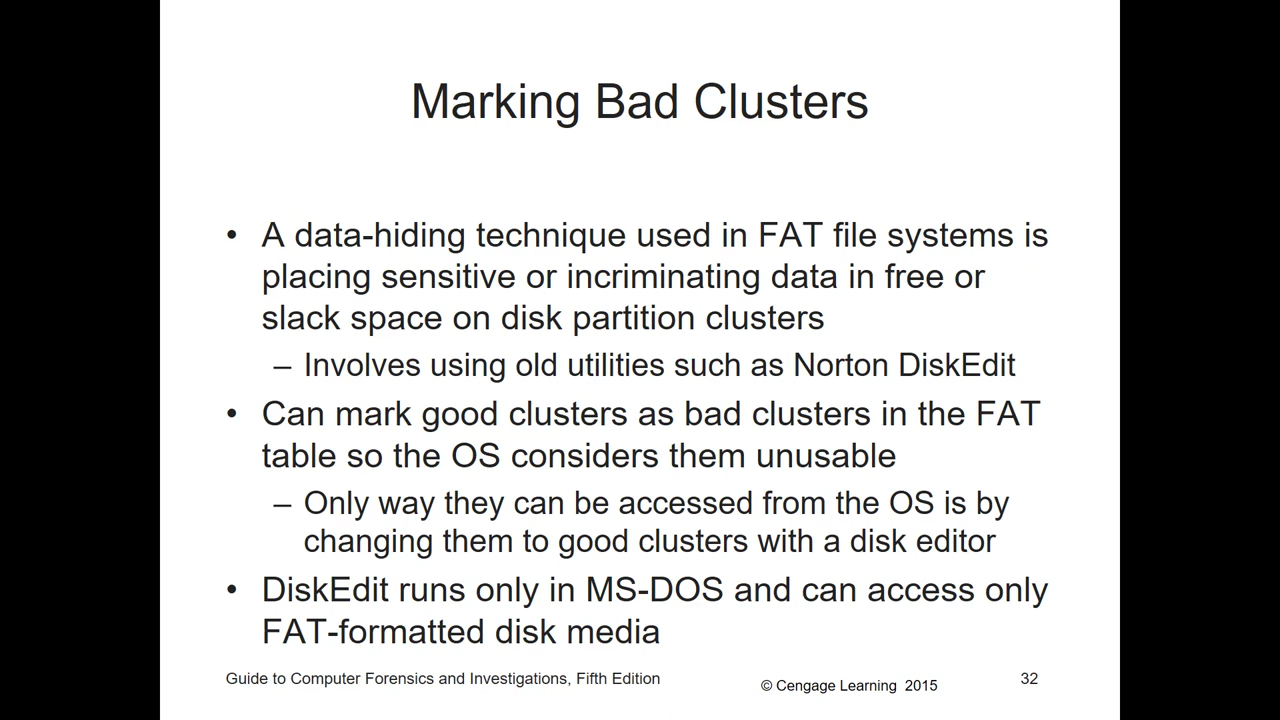 Marking Bad Clusters
• A data-hiding technique used in FAT file systems is
placing sensitive or incriminating data in free or
slack space on disk partition clusters
– Involves using old utilities such as Norton DiskEdit
• Can mark good clusters as bad clusters in the FAT
table so the OS considers them unusable
– Only way they can be accessed from the OS is by
changing them to good clusters with a disk editor
• DiskEdit runs only in MS-DOS and can access only
FAT-formatted disk media
Guide to Computer Forensics and Investigations, Fifth Edition
© Cengage Learning 2015
32